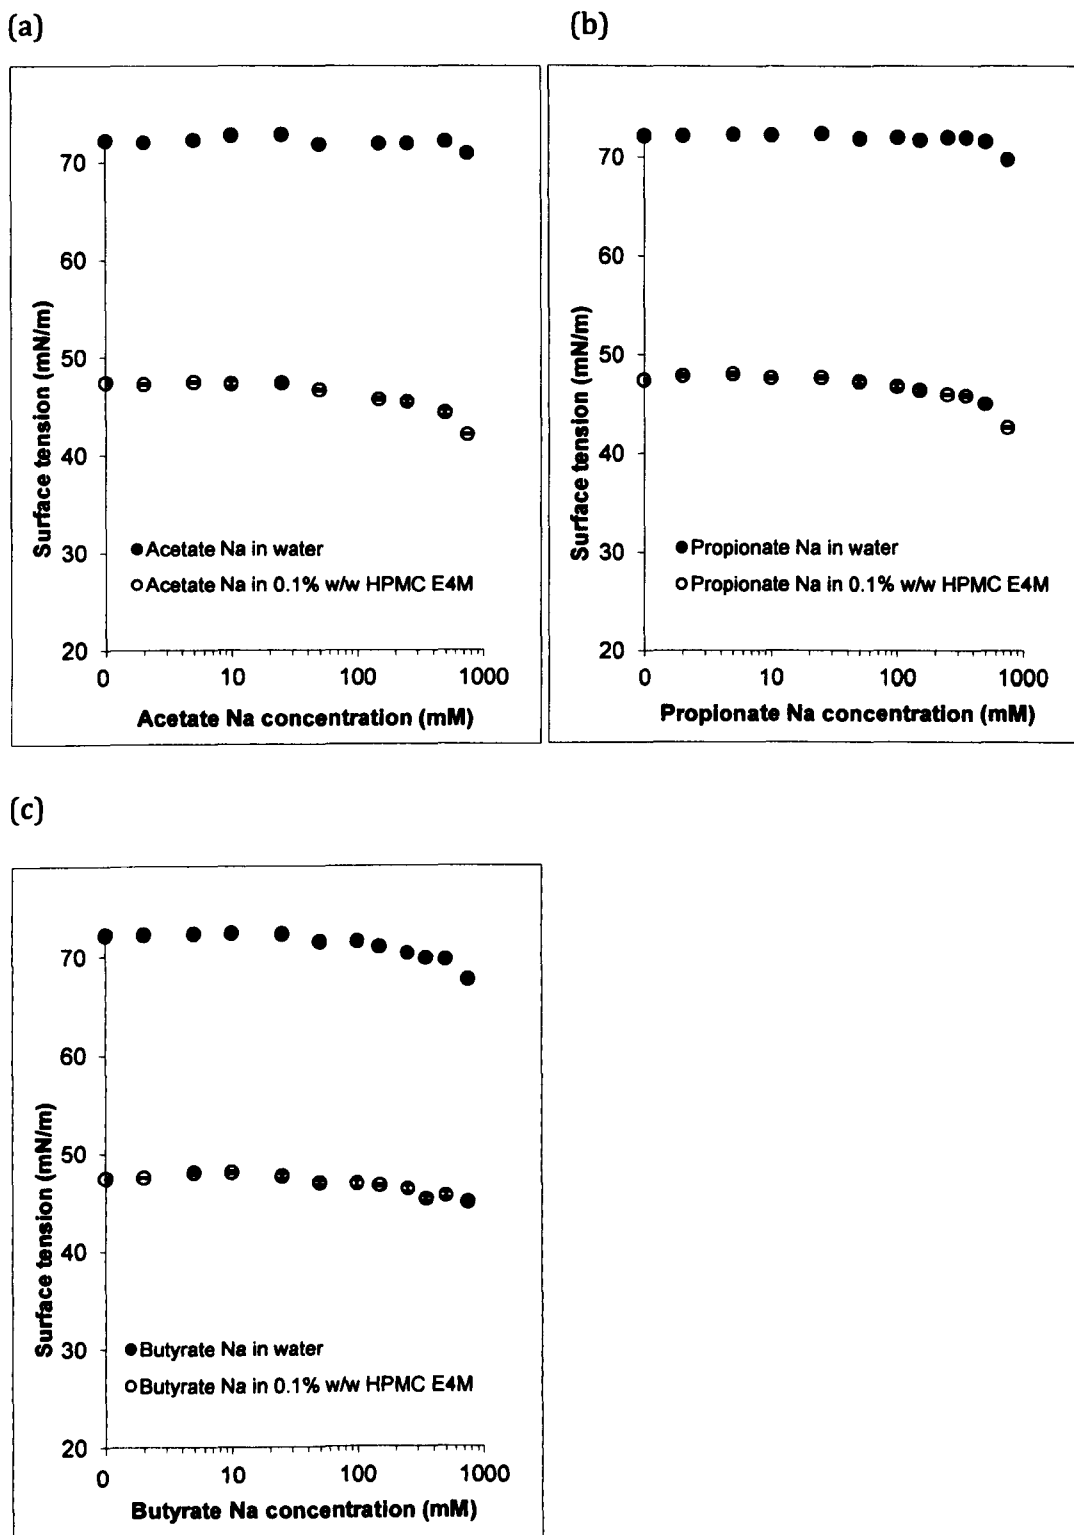 (a)
70
60
50
40
30
20
Surface tension (mN/m)
●Acetate Na in water
○Acetate Na in 0.1% w/w HPMC E4M
0 10 100 1000
Acetate Na concentration (mM)
(b)
70
60
50
40
30
20
Surface tension (mN/m)
●Propionate Na in water
○Propionate Na in 0.1% w/w HPMC E4M
0 10 100 1000
Propionate Na concentration (mM)
(c)
70
60
50
40
30
20
Surface tension (mN/m)
●Butyrate Na in water
○Butyrate Na in 0.1% w/w HPMC E4M
0 10 100 1000
Butyrate Na concentration (mM)